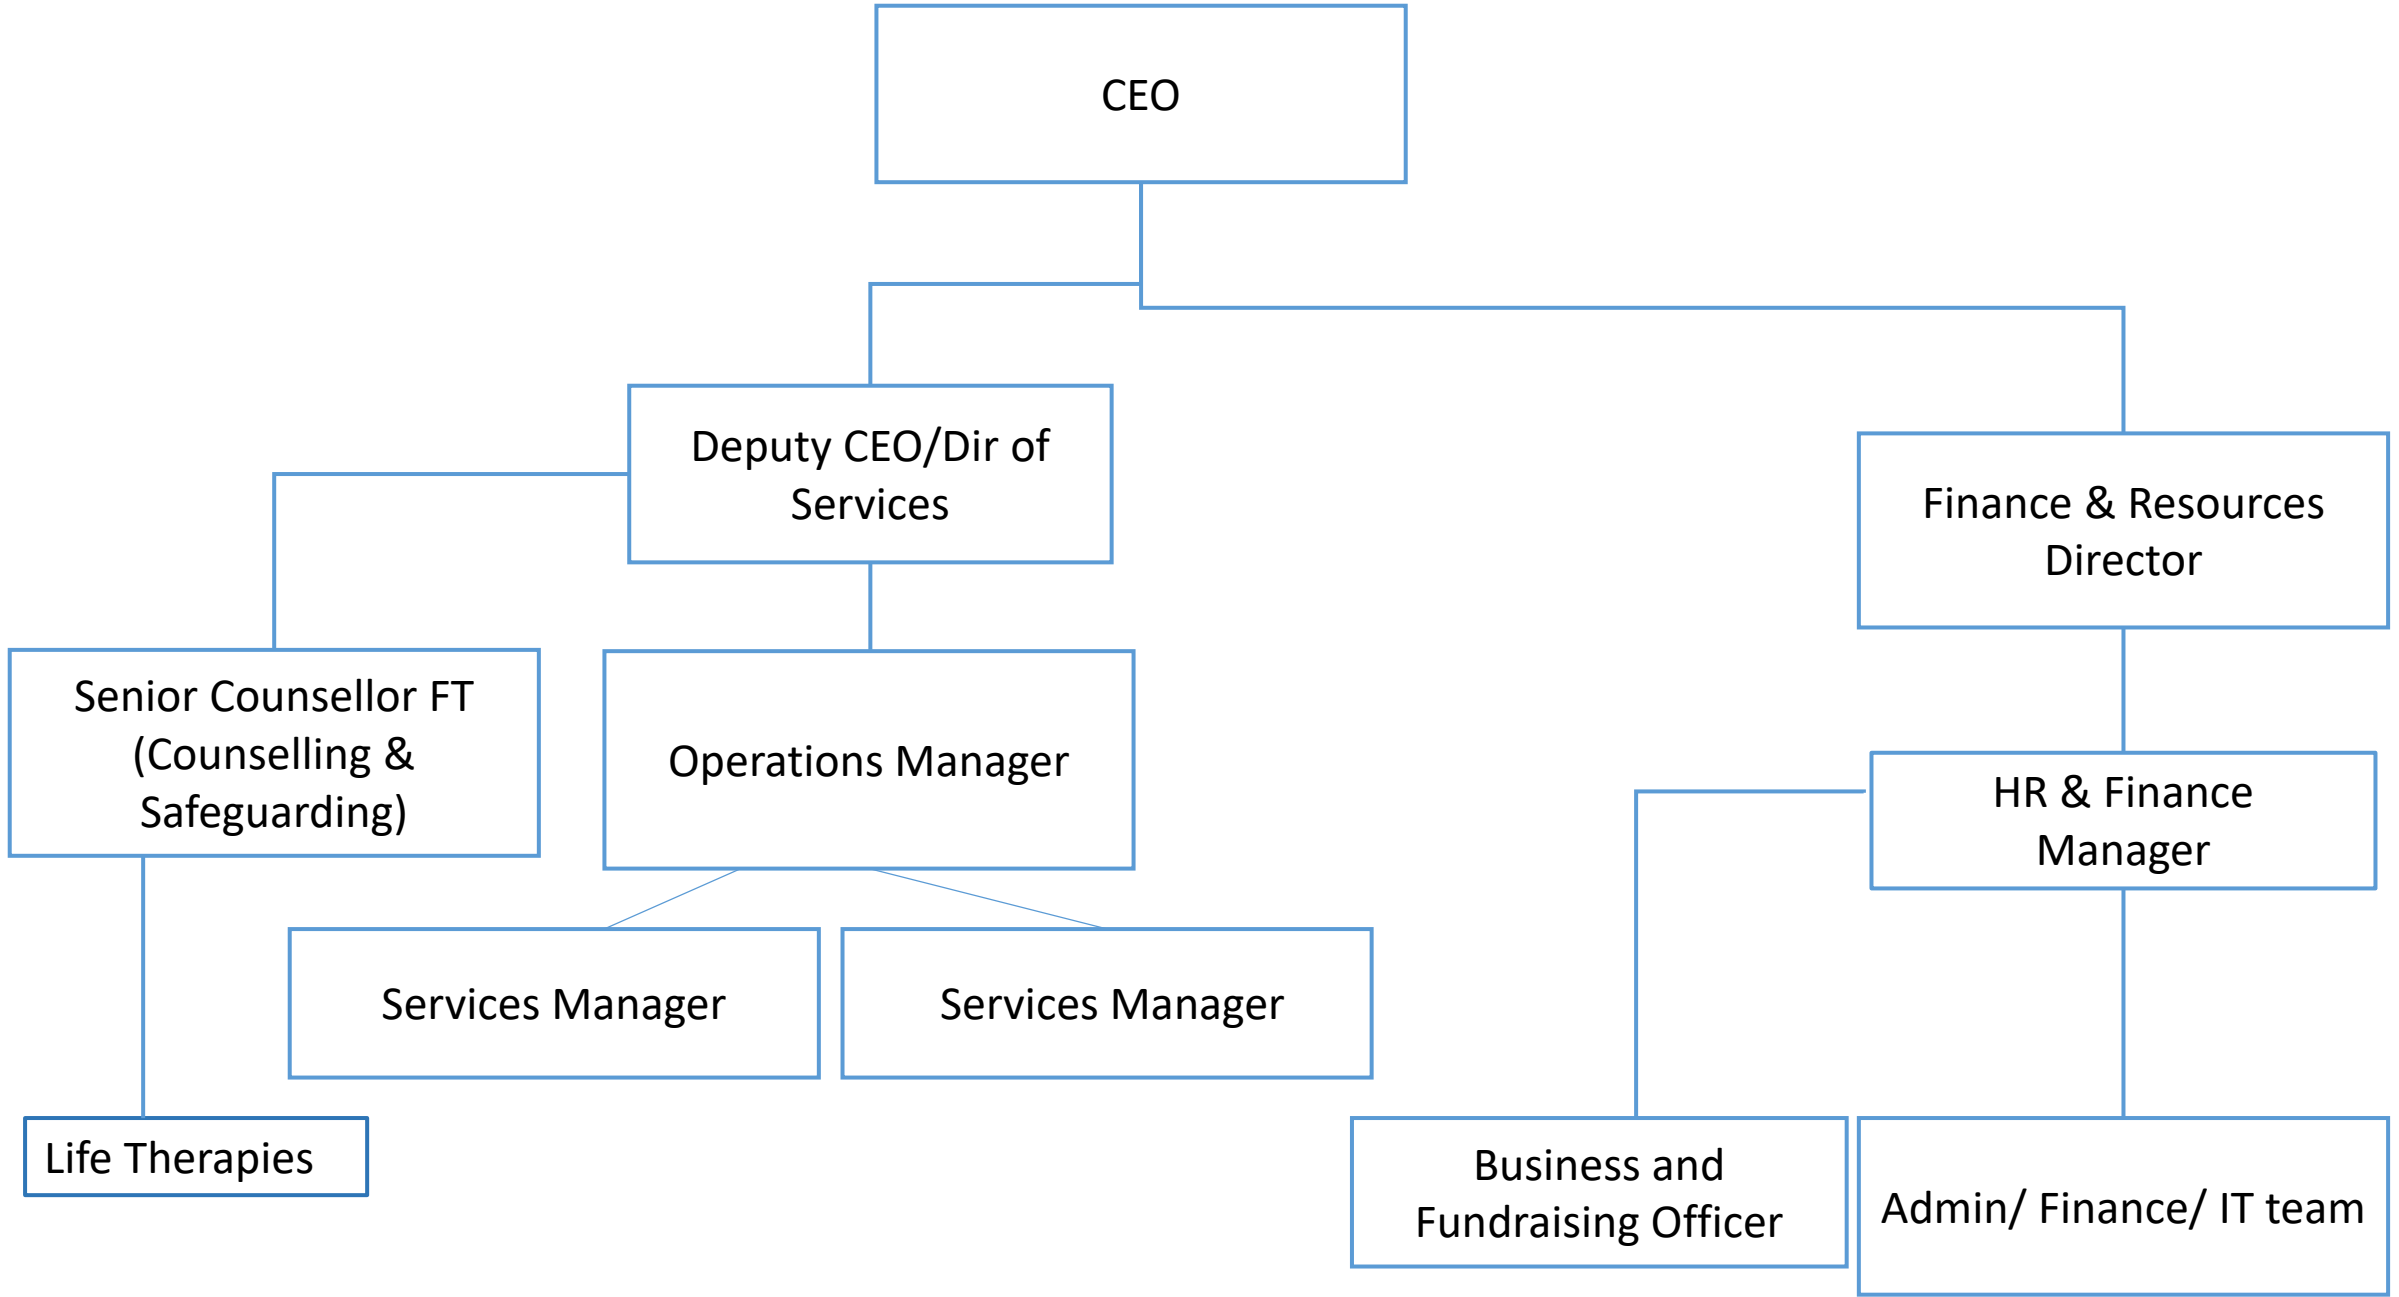 CEO
Deputy CEO/Dir of
Services
Finance & Resources
Director
Senior Counsellor FT
(Counselling &
Safeguarding)
Operations Manager
HR & Finance
Manager
Services Manager
Services Manager
Life Therapies
Business and
Fundraising Officer
Admin/ Finance/ IT team